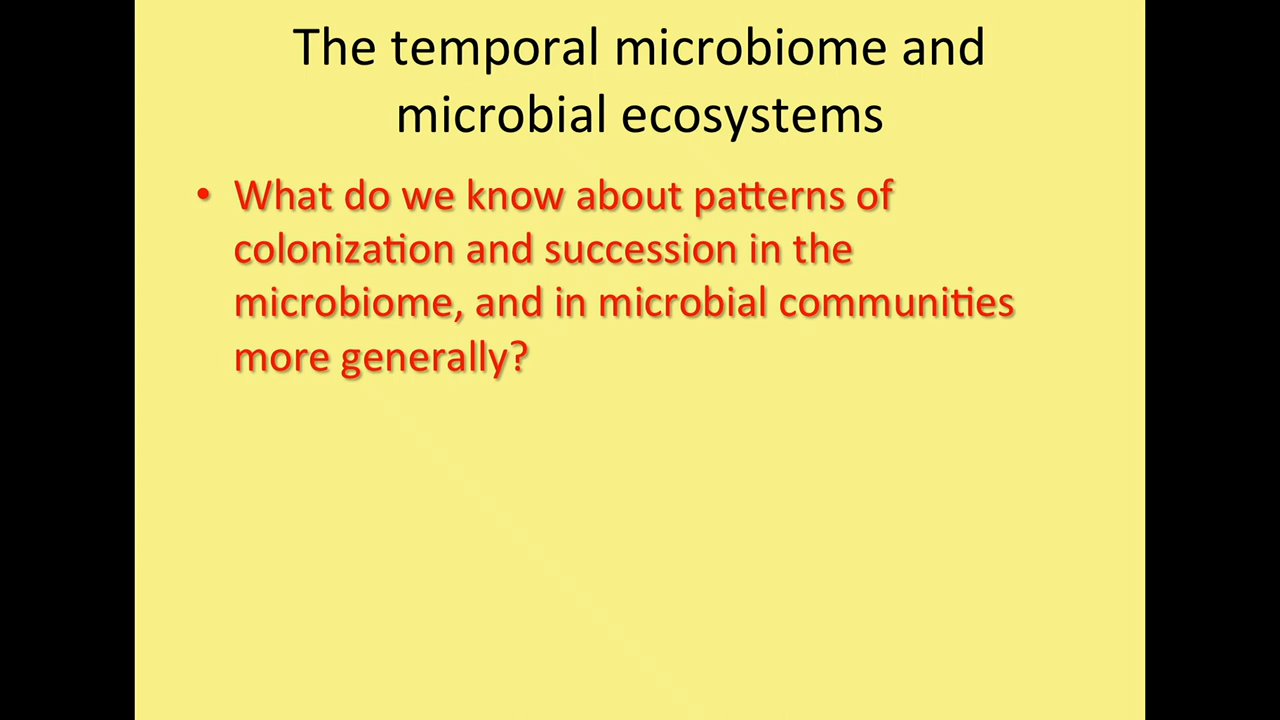 The temporal microbiome and
microbial ecosystems
• What do we know about patterns of
colonization and succession in the
microbiome, and in microbial communities
more generally?